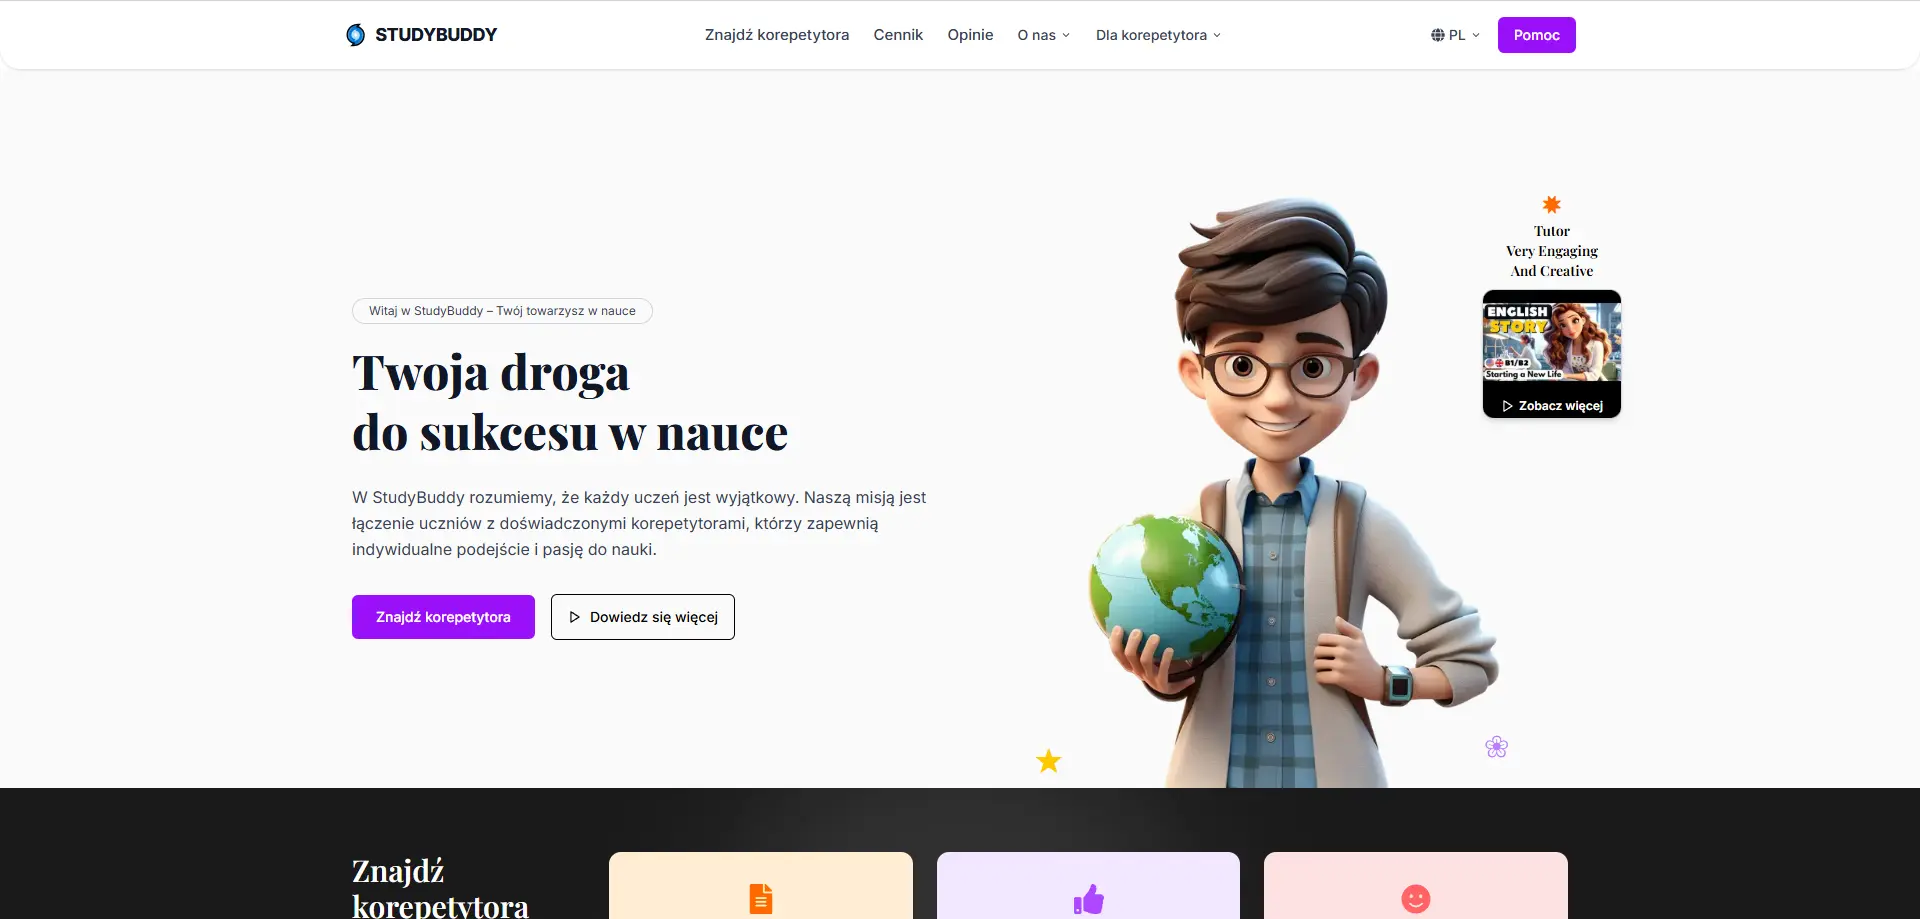 STUDYBUDDY
Znajdź korepetytora
Cennik
Opinie
O nas
Dla korepetytora
PL
Pomoc
Witaj w StudyBuddy – Twój towarzysz w nauce
Twoja droga
do sukcesu w nauce
W StudyBuddy rozumiemy, że każdy uczeń jest wyjątkowy. Naszą misją jest
łączenie uczniów z doświadczonymi korepetytorami, którzy zapewnią
indywidualne podejście i pasję do nauki.
Znajdź korepetytora
Dowiedz się więcej
Tutor
Very Engaging
And Creative
ENGLISH
STORY
B1/B2
Starting a New Life
Zobacz więcej
Znajdź
korepetytora